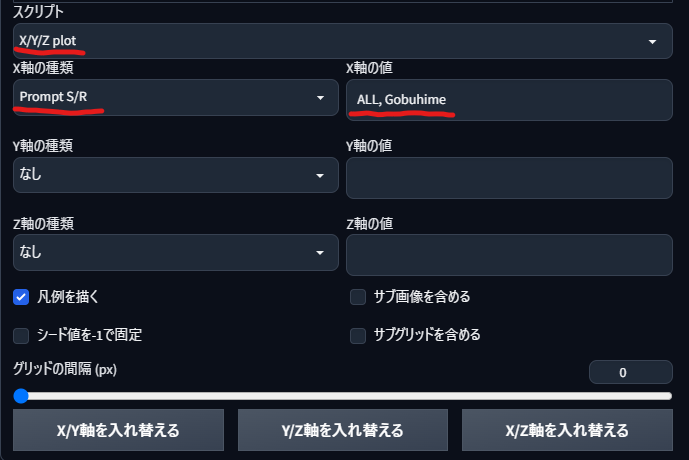 スクリプト
X/Y/Z plot
X軸の種類 X軸の値
Prompt S/R ALL, Gobuhime
Y軸の種類 Y軸の値
なし
Z軸の種類 Z軸の値
なし
凡例を描く サブ画像を含める
シード値を-1で固定 サブグリッドを含める
グリッドの間隔 (px) 0
X/Y軸を入れ替える Y/Z軸を入れ替える X/Z軸を入れ替える